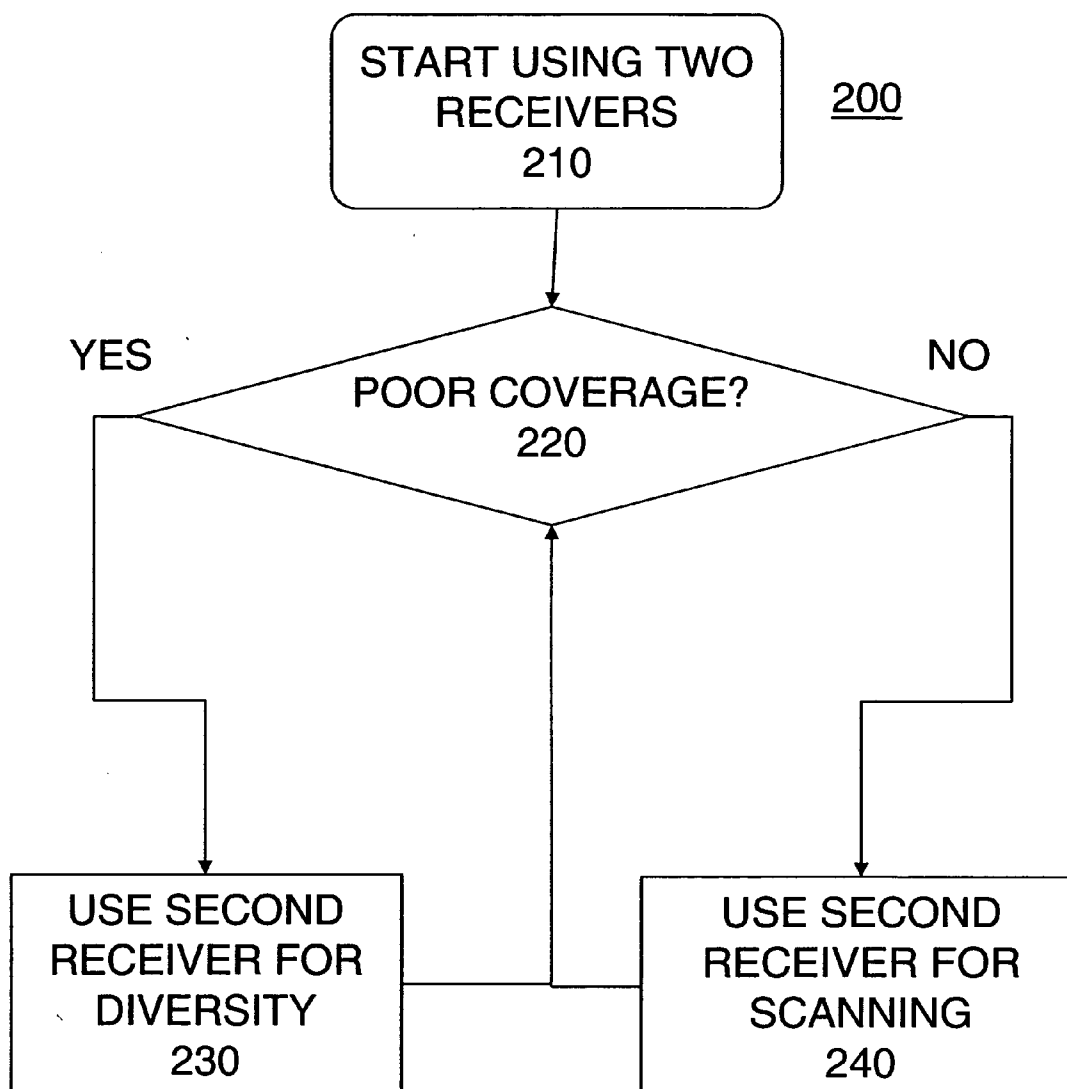 START USING TWO
RECEIVERS
210
200
YES
NO
POOR COVERAGE?
220
USE SECOND
RECEIVER FOR
DIVERSITY
230
USE SECOND
RECEIVER FOR
SCANNING
240